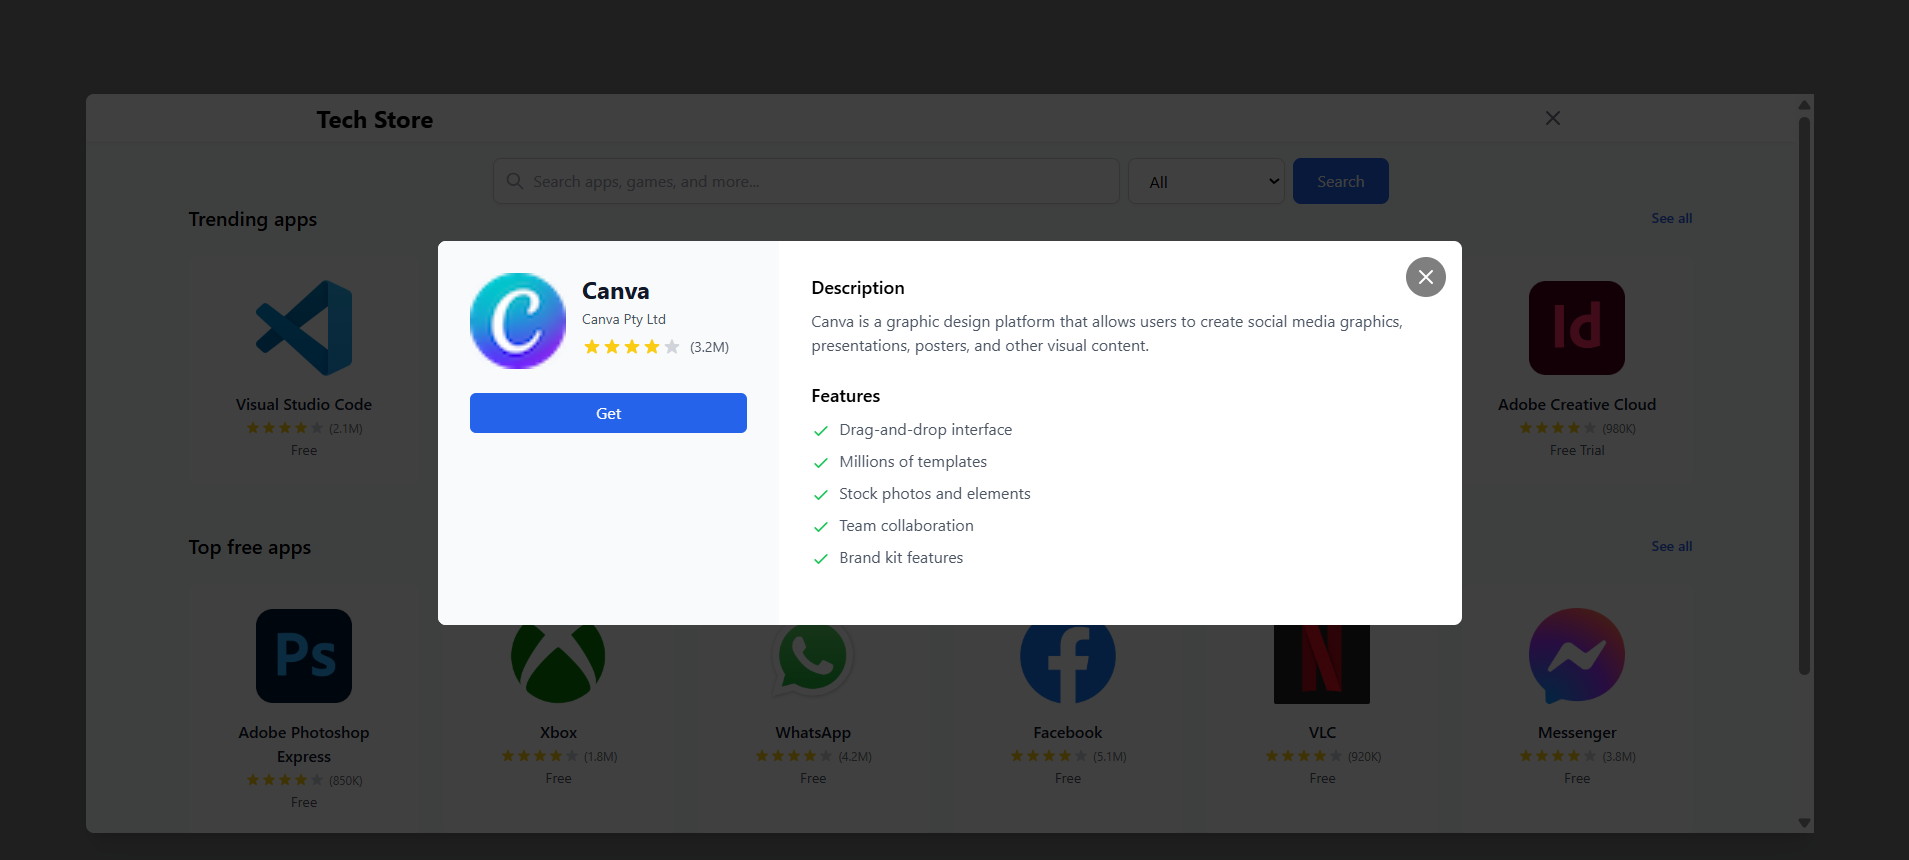 Tech Store
Search apps, games, and more...
All
Search
Trending apps
See all
Visual Studio Code
(2.1M)
Free
Canva
Canva Pty Ltd
(3.2M)
Get
Description
Canva is a graphic design platform that allows users to create social media graphics,
presentations, posters, and other visual content.
Features
Drag-and-drop interface
Millions of templates
Stock photos and elements
Team collaboration
Brand kit features
Id
Adobe Creative Cloud
(980K)
Free Trial
Top free apps
See all
Ps
Adobe Photoshop
Express
(850K)
Free
Xbox
(1.8M)
Free
WhatsApp
(4.2M)
Free
Facebook
(5.1M)
Free
N
VLC
(920K)
Free
Messenger
(3.8M)
Free